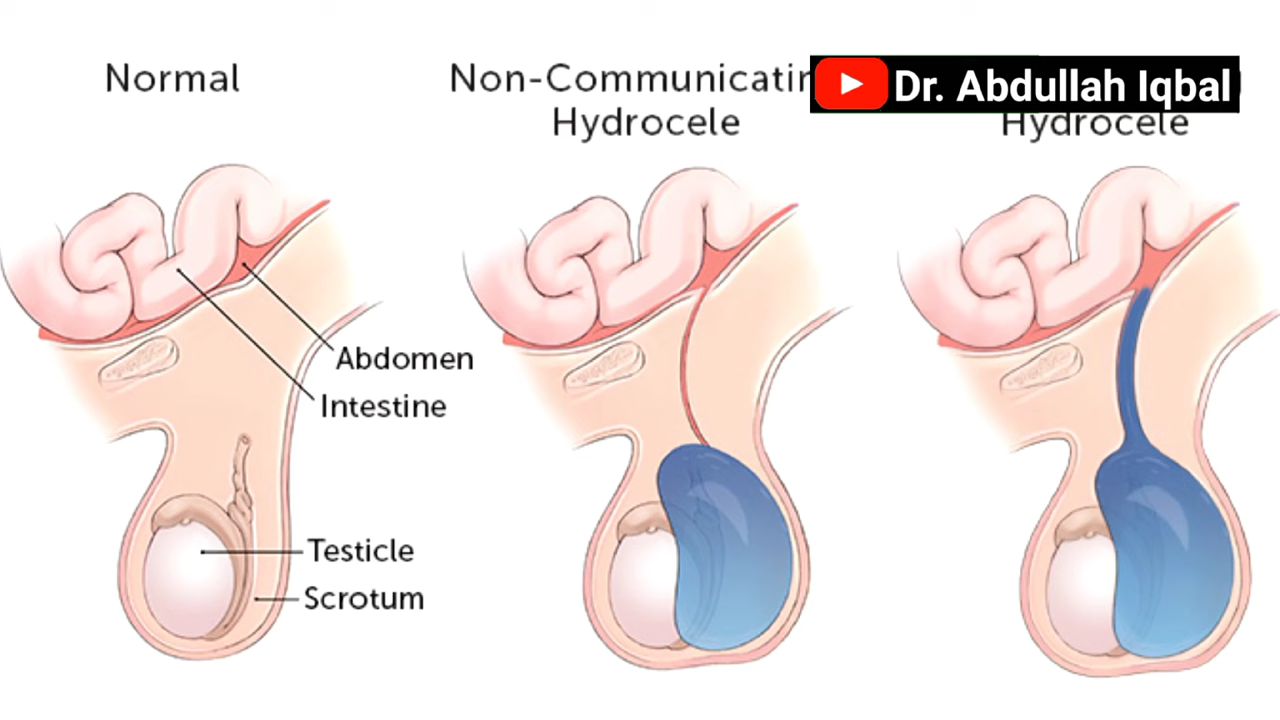 Normal
Non-Communicatin
Hydrocele
Dr. Abdullah Iqbal
Hydrocele
Abdomen
Intestine
Testicle
Scrotum